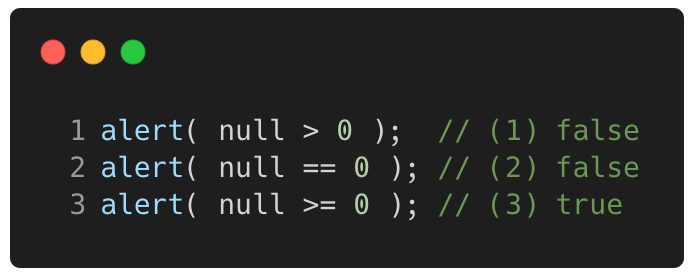 1 alert( null > 0 );  // (1) false
2 alert( null == 0 ); // (2) false
3 alert( null >= 0 ); // (3) true